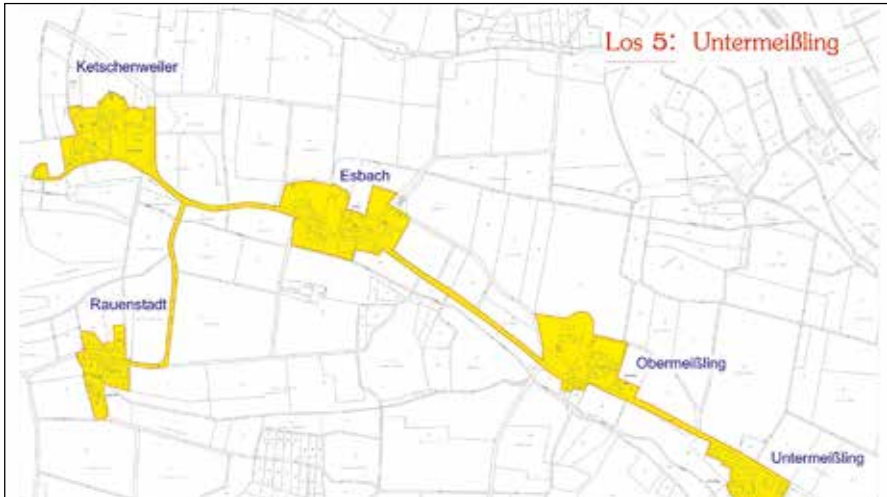 Los 5: Untermeißling
Ketschenweiler
Esbach
Rauenstadt
Obermeißling
Untermeißling